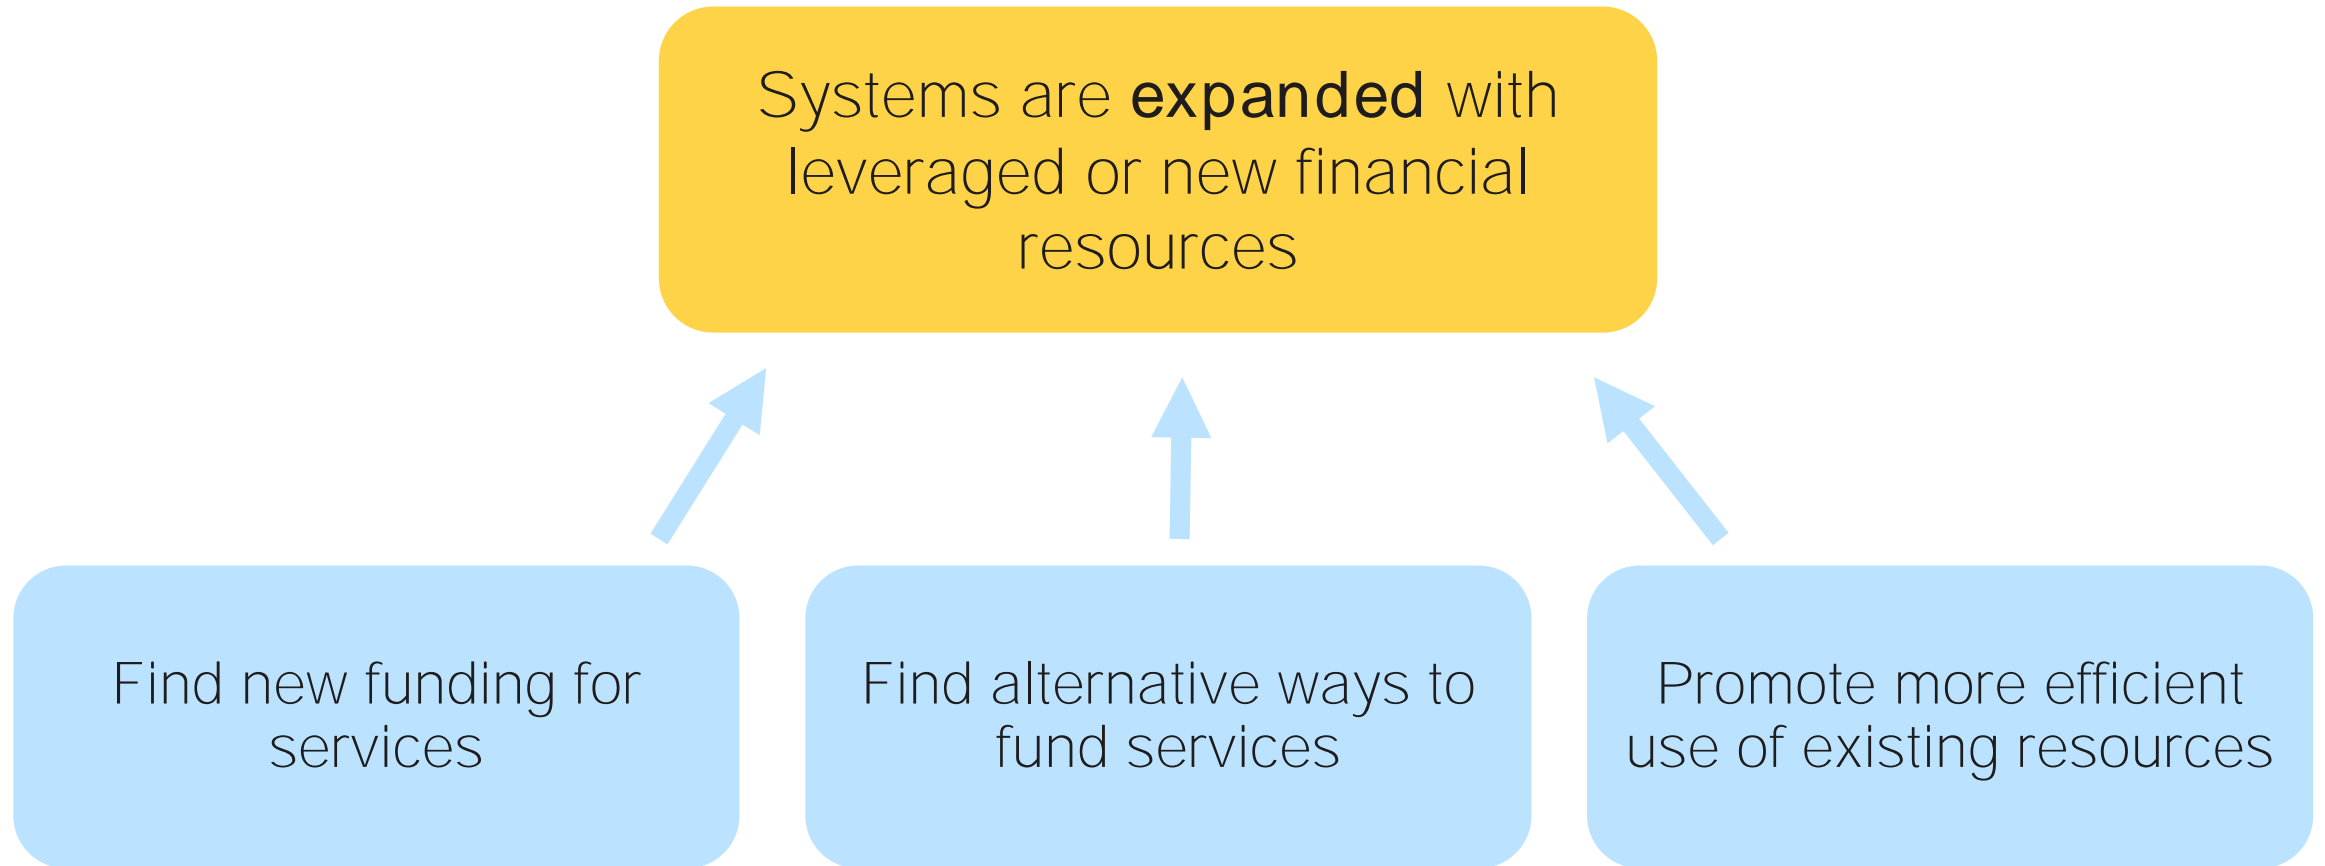 Systems are expanded with
leveraged or new financial
resources
Find new funding for
services
Find alternative ways to
fund services
Promote more efficient
use of existing resources